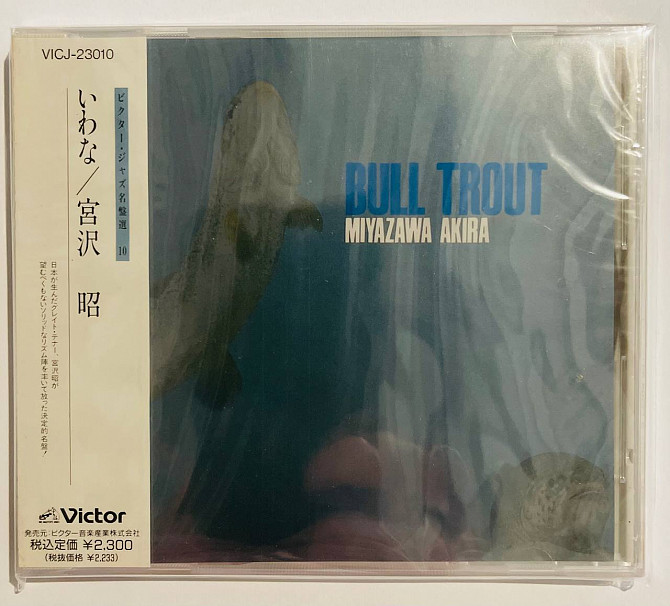 VICJ-23010
ビクター・ジャズ名盤選 10
いわな／宮沢 昭
日本が生んだグレイト・テナー、宮沢昭が
望むべくもないソリッドなリズム陣を率いて放った決定的名盤!
Victor
発売元:ビクター音楽産業株式会社
税込定価 ¥2,300
(税抜価格 ¥2,233)
BULL TROUT
MIYAZAWA AKIRA